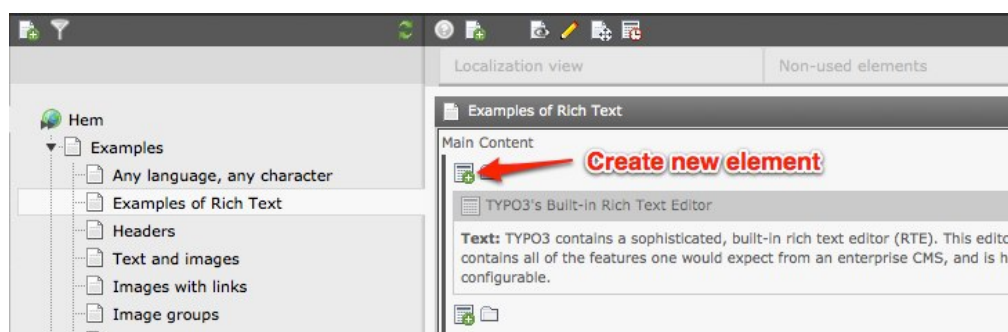 Localization view
Non-used elements
Hem
Examples
Any language, any character
Examples of Rich Text
Headers
Text and images
Images with links
Image groups
Examples of Rich Text
Main Content
Create new element
TYPO3's Built-in Rich Text Editor
Text: TYPO3 contains a sophisticated, built-in rich text editor (RTE). This edito
contains all of the features one would expect from an enterprise CMS, and is h
configurable.